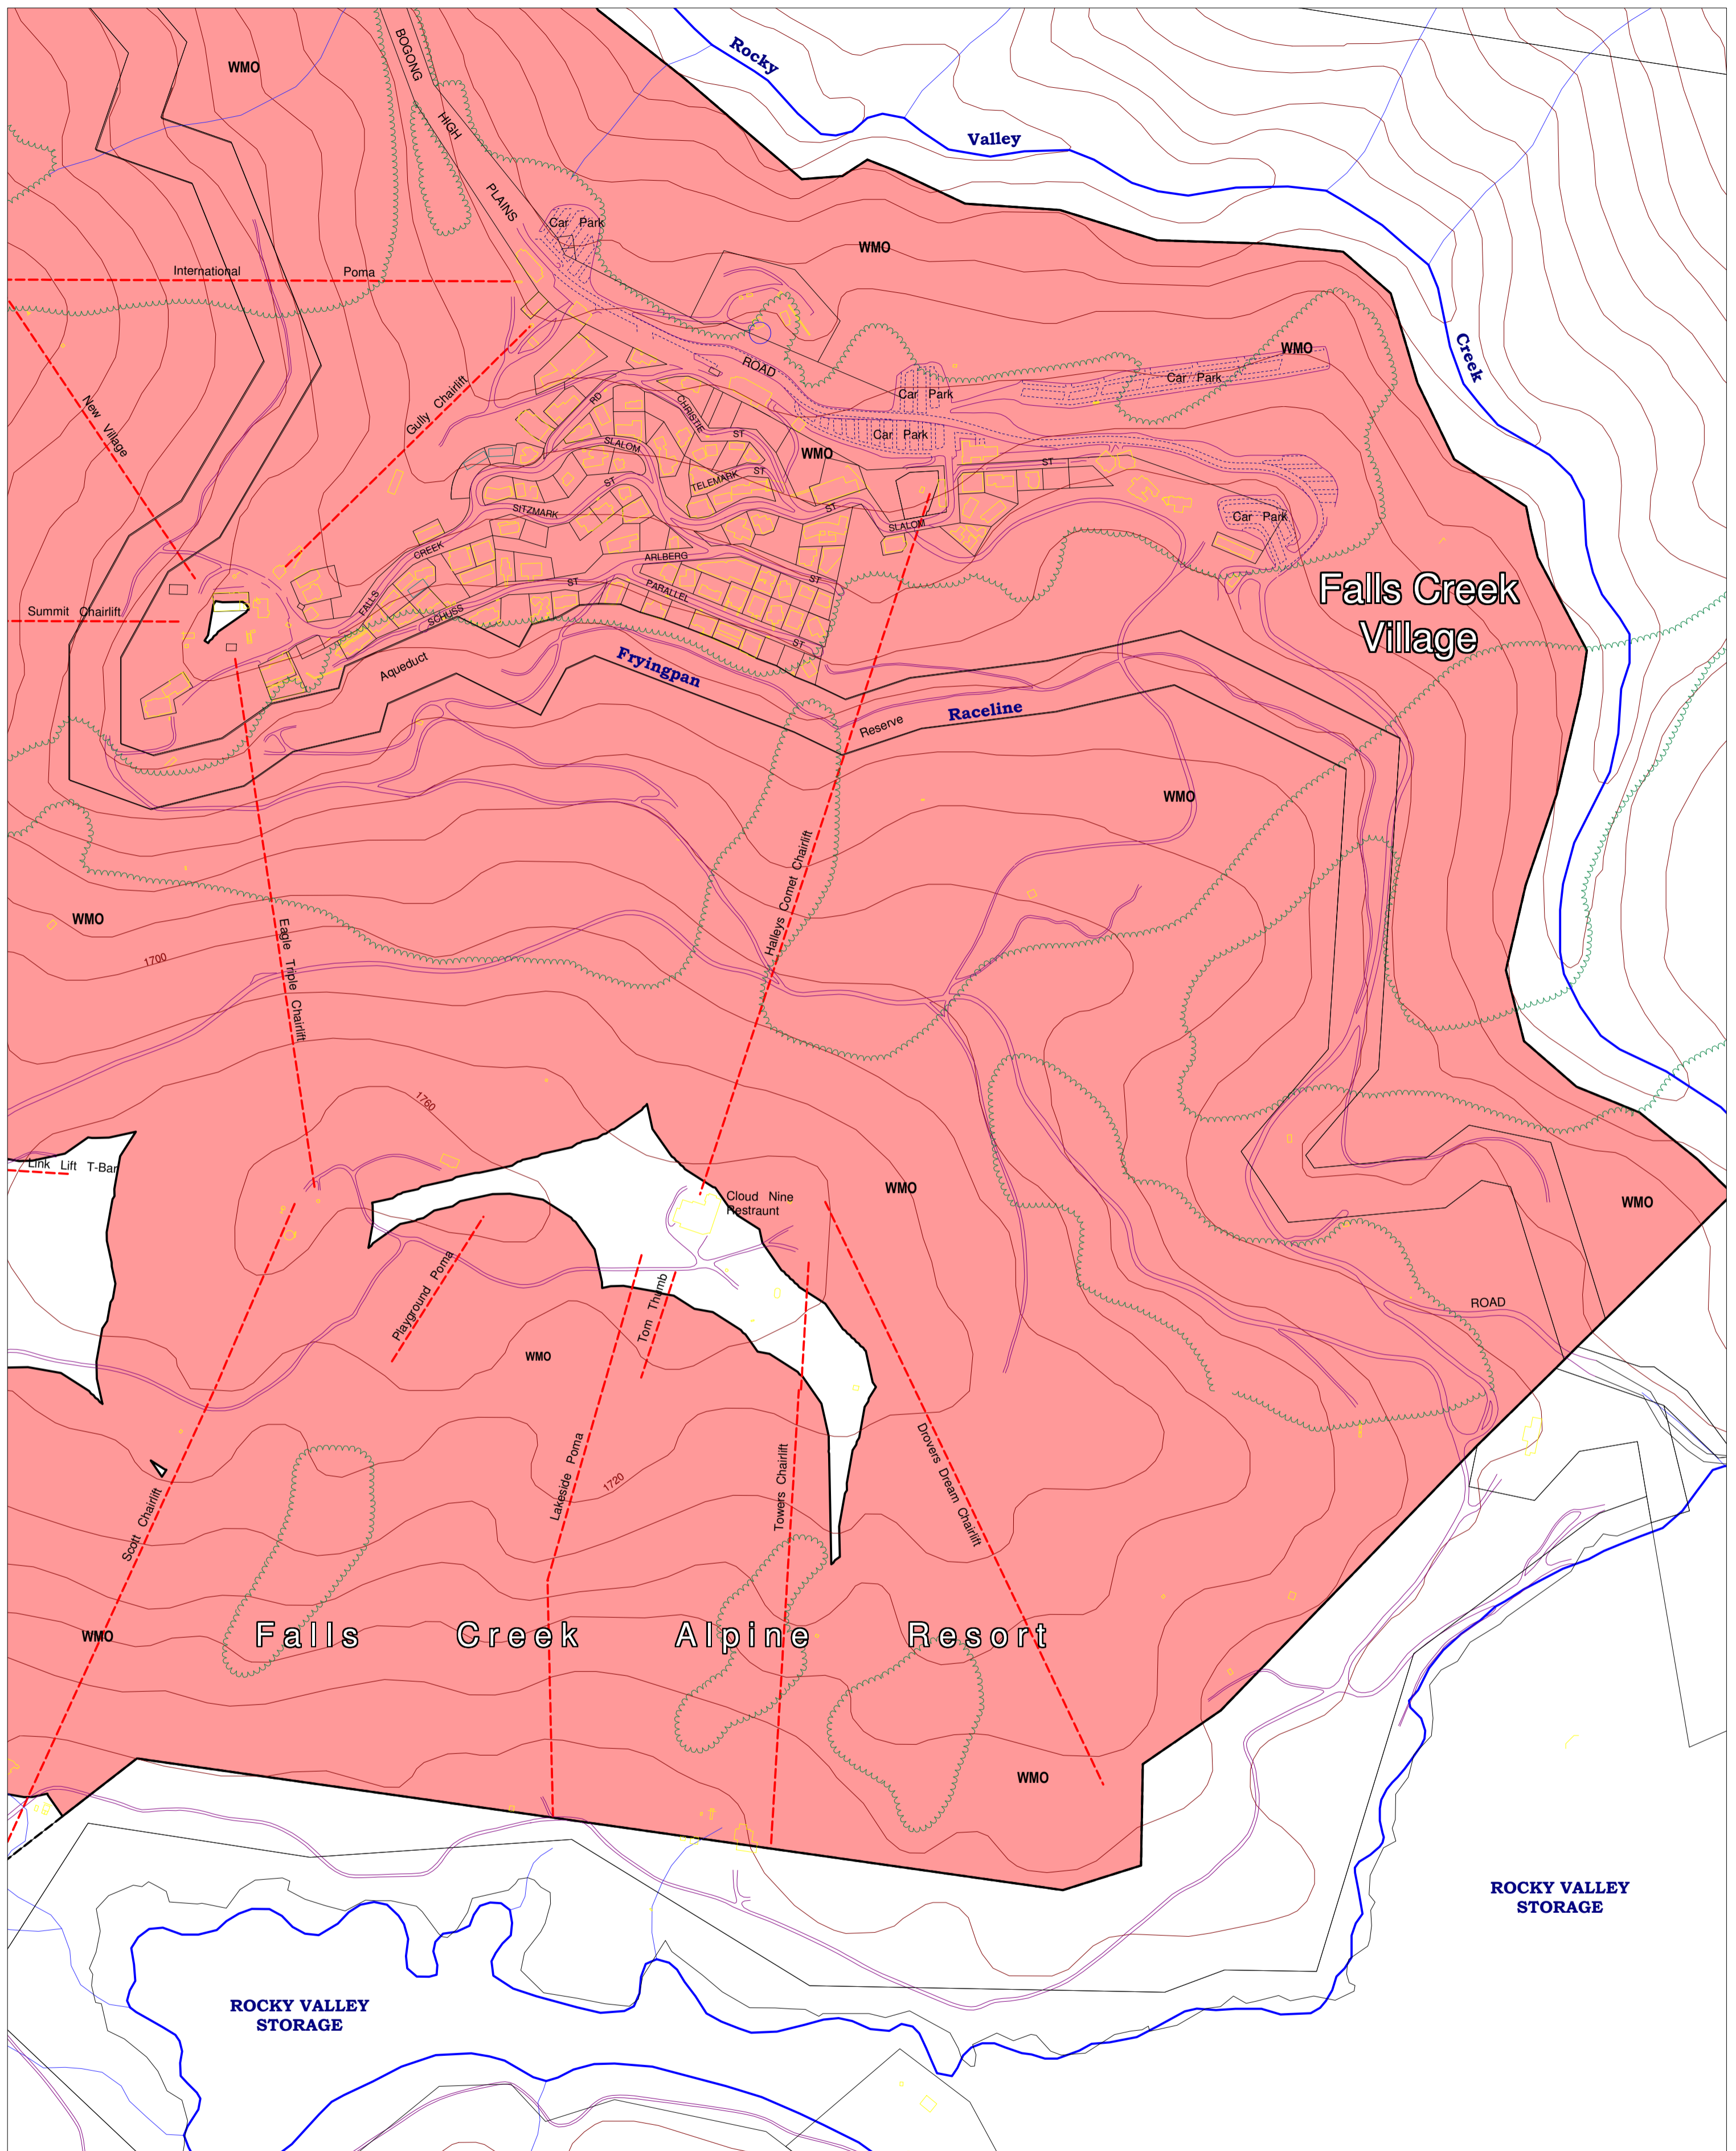 BOGONG
WMO
Rocky
HIGH
Valley
PLAINS
Car Park
WMO
International Poma
Creek
WMO
ROAD
Car Park
Car Park
New Village
Gully Chairlift
RD
CHRISTIE
ST
Car Park
SLALOM
WMO
ST
ST
TELEMARK
ST
SITZMARK
ST
SLALOM
Car Park
CREEK
ARLBERG
ST
ST
PARALLEL
Falls Creek
Village
Summit Chairlift
FALLS
SCHUSS
ST
Aqueduct
Fryingpan
Raceline
Reserve
WMO
Halleys Comet Chairlift
WMO
Eagle Triple Chairlift
1700
1760
Link Lift T-Bar
WMO
Cloud Nine
Restraunt
WMO
Playground Poma
Tom Thumb
ROAD
WMO
Lakeside Poma
1720
Towers Chairlift
Drovers Dream Chairlift
Scott Chairlift
WMO
Falls Creek Alpine Resort
WMO
ROCKY VALLEY
STORAGE
ROCKY VALLEY
STORAGE